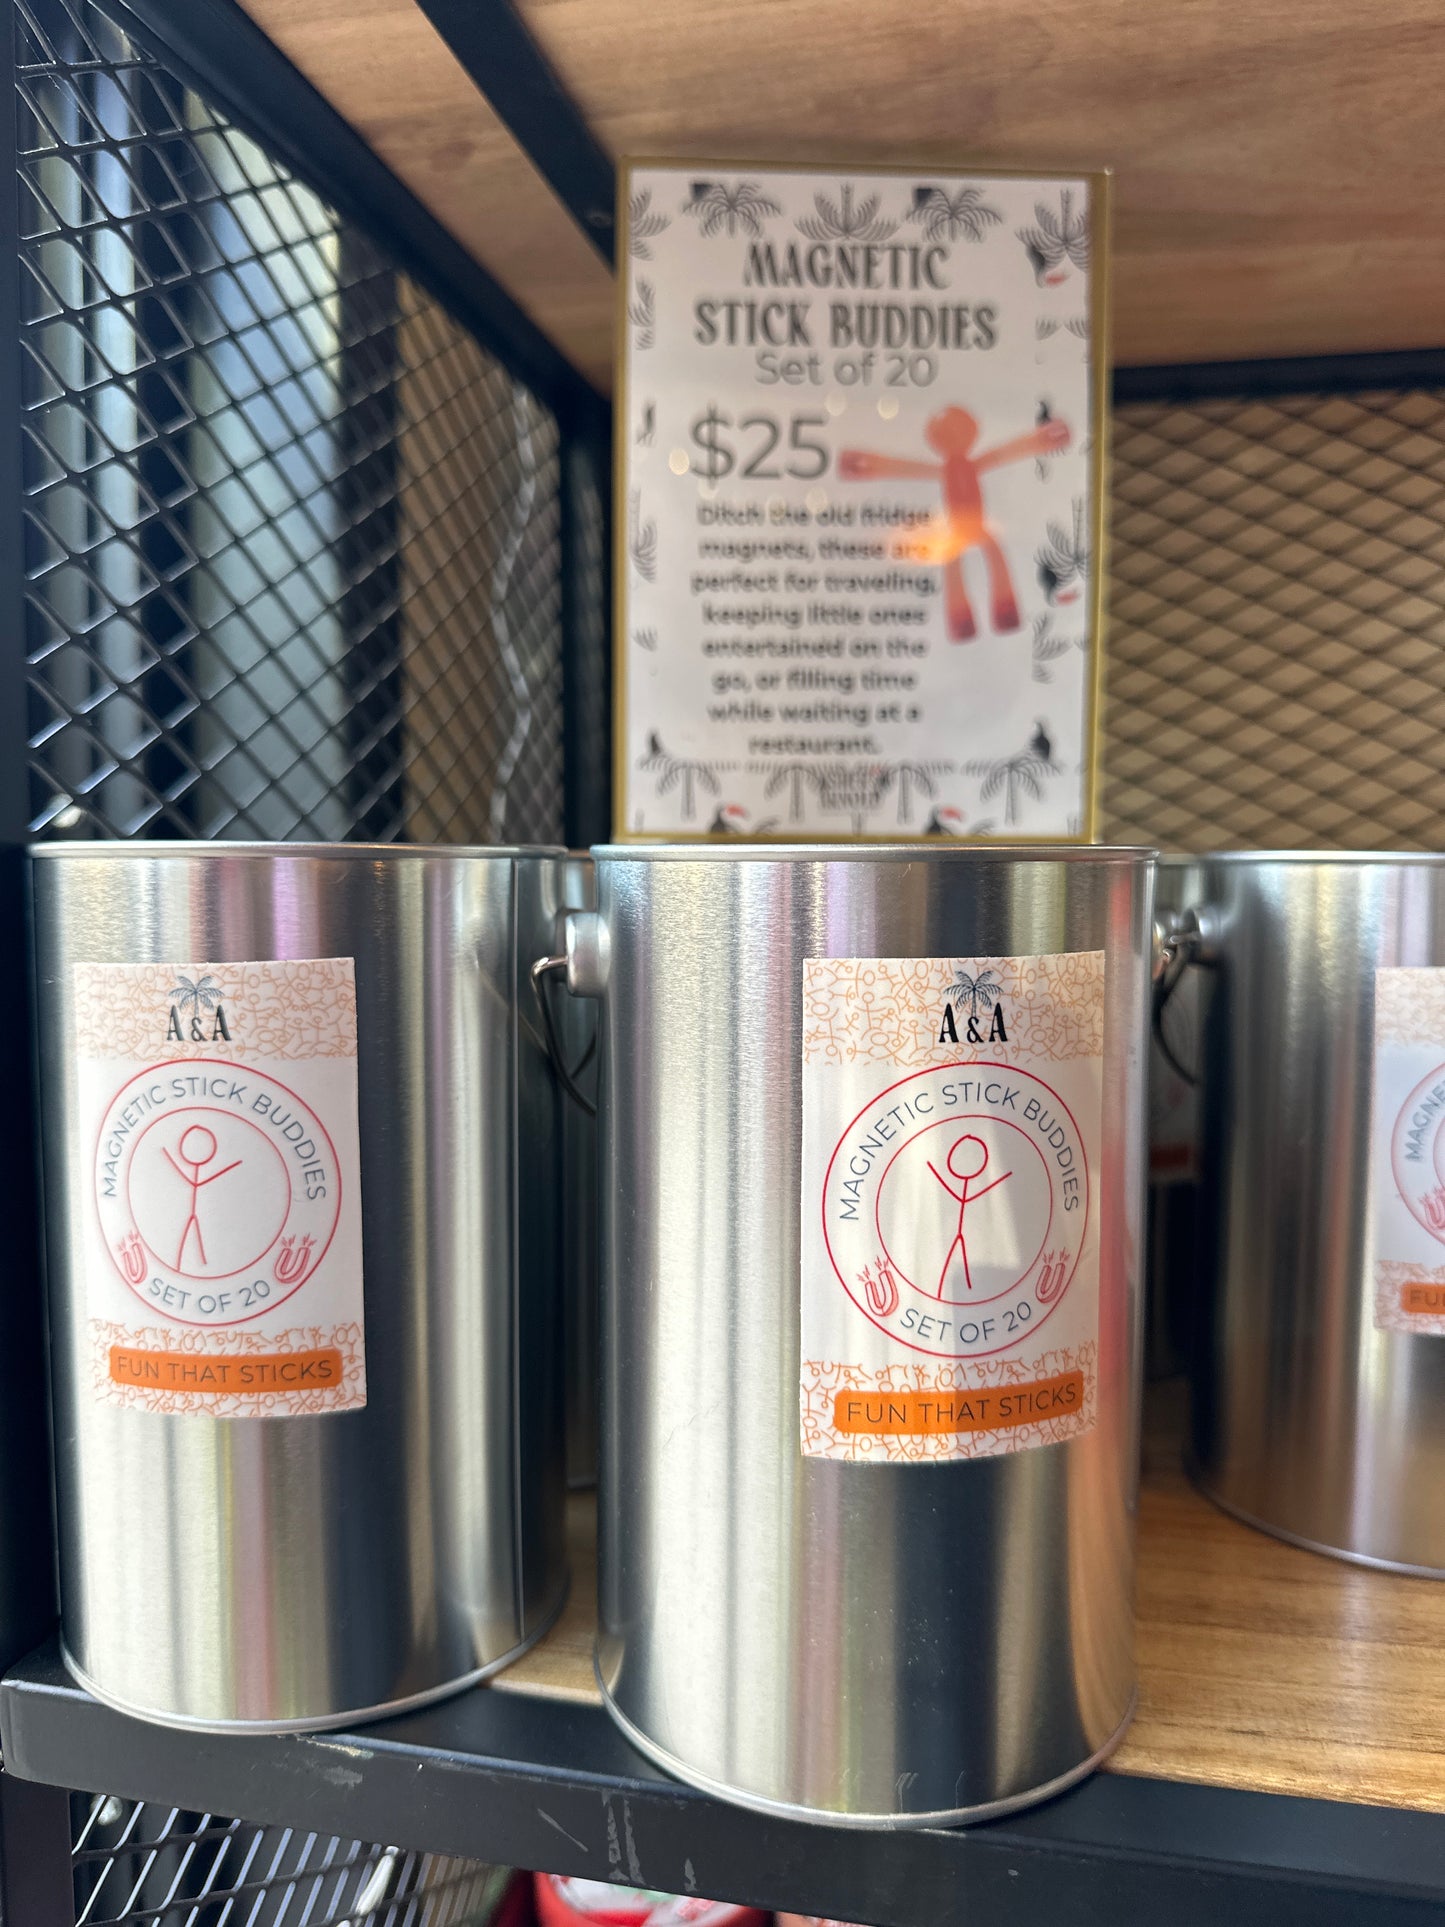 MAGNETIC
STICK BUDDIES
Set of 20
$25
Ditch the old fridge
magnets, these are
perfect for traveling,
keeping little ones
entertained on the
go, or filling time
while waiting at a
restaurant.
A & A
MAGNETIC STICK BUDDIES
SET OF 20
FUN THAT STICKS
A & A
MAGNETIC STICK BUDDIES
SET OF 20
FUN THAT STICKS
MAGNE
FU